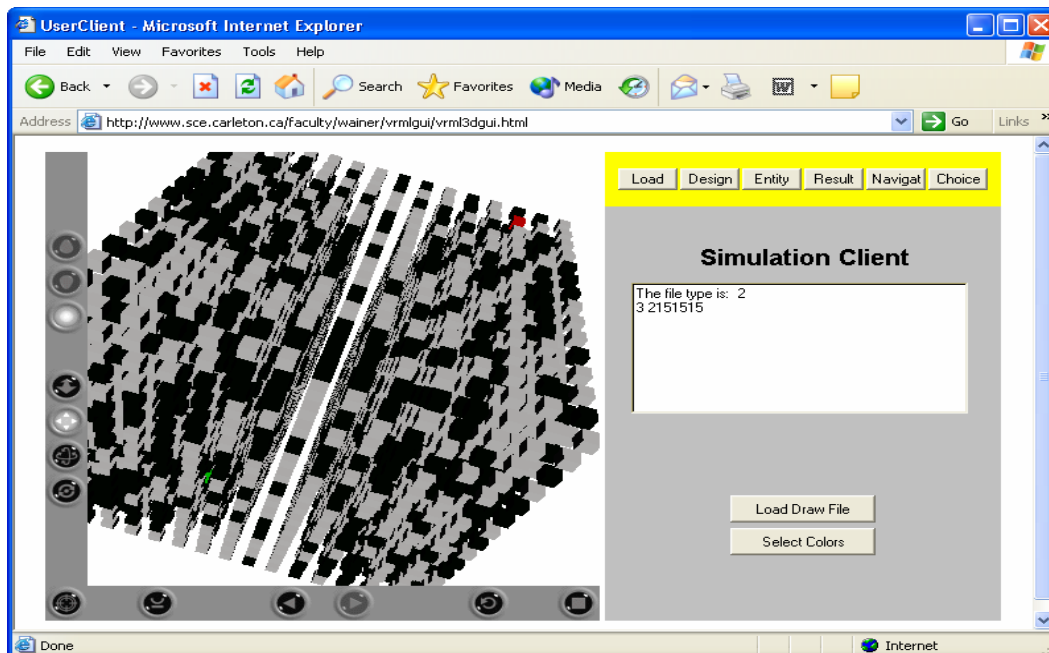 UserClient - Microsoft Internet Explorer
File Edit View Favorites Tools Help
Back Search Favorites Media
Address http://www.sce.carleton.ca/faculty/wainer/vrmlgui/vrml3dgui.html Go Links »
Load Design Entity Result Navigat Choice
Simulation Client
The file type is: 2
3 2151515
Load Draw File
Select Colors
Done Internet